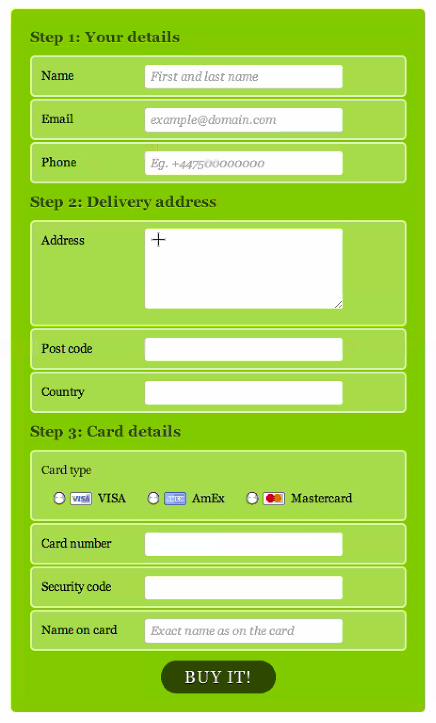 Step 1: Your details
Name First and last name
Email example@domain.com
Phone Eg. +447500000000
Step 2: Delivery address
Address
Post code
Country
Step 3: Card details
Card type
VISA VISA AmEx Mastercard
Card number
Security code
Name on card Exact name as on the card
BUY IT!